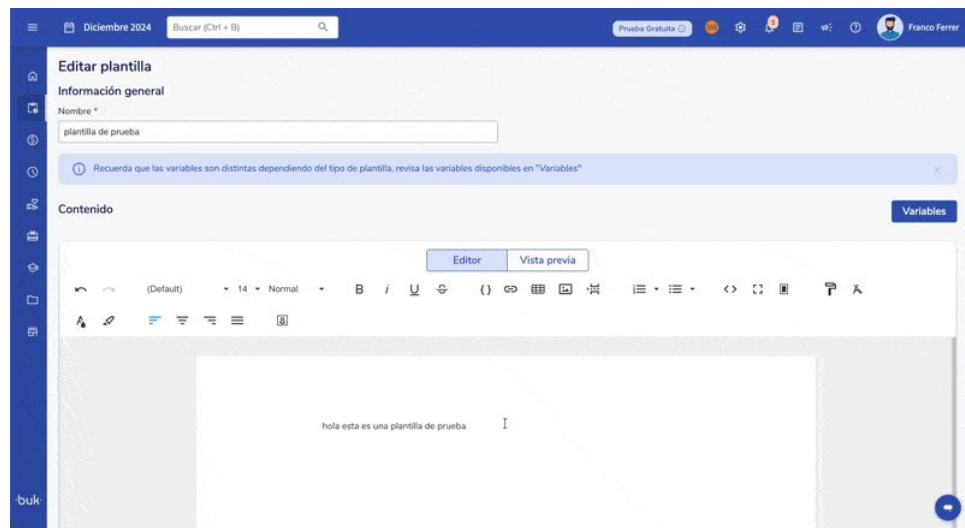 Diciembre 2024 Buscar (Ctrl + B) Prueba Gratuita Franco Ferrer
Editar plantilla
Información general
Nombre *
plantilla de prueba
Recuerda que las variables son distintas dependiendo del tipo de plantilla, revisa las variables disponibles en "Variables"
Contenido Variables
Editor Vista previa
(Default) 14 Normal B i U S
hola esta es una plantilla de prueba
buk